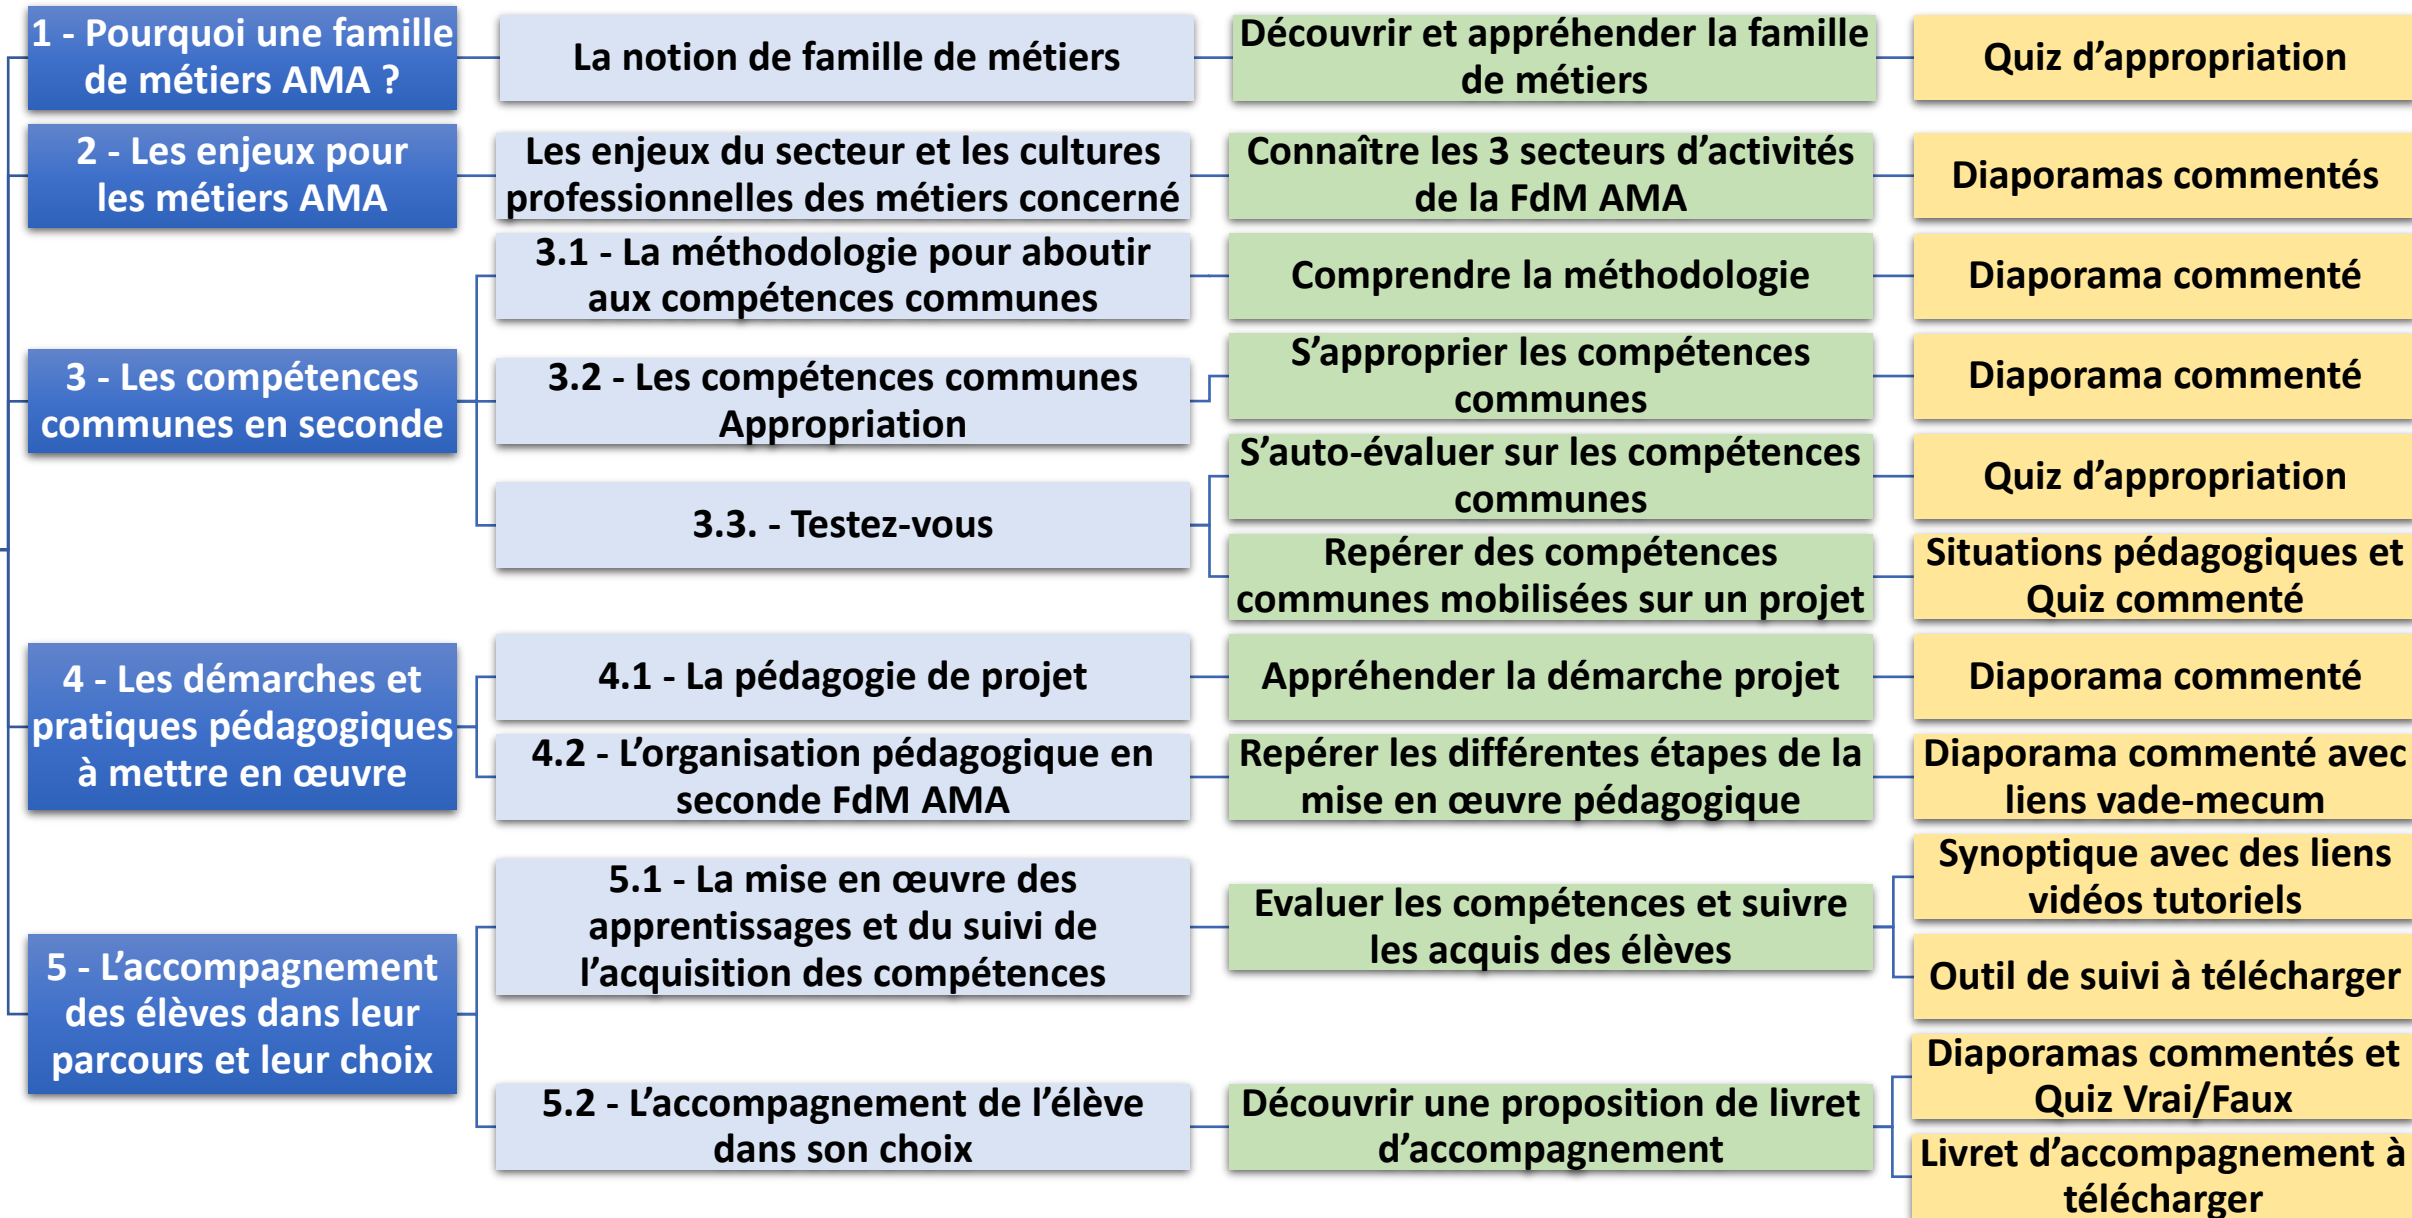 1 - Pourquoi une famille
de métiers AMA ?
La notion de famille de métiers
Découvrir et appréhender la famille
de métiers
Quiz d’appropriation
2 - Les enjeux pour
les métiers AMA
Les enjeux du secteur et les cultures
professionnelles des métiers concerné
Connaître les 3 secteurs d’activités
de la FdM AMA
Diaporamas commentés
3 - Les compétences
communes en seconde
3.1 - La méthodologie pour aboutir
aux compétences communes
Comprendre la méthodologie
Diaporama commenté
3.2 - Les compétences communes
Appropriation
S’approprier les compétences
communes
Diaporama commenté
3.3. - Testez-vous
S’auto-évaluer sur les compétences
communes
Quiz d’appropriation
Repérer des compétences
communes mobilisées sur un projet
Situations pédagogiques et
Quiz commenté
4 - Les démarches et
pratiques pédagogiques
à mettre en œuvre
4.1 - La pédagogie de projet
Appréhender la démarche projet
Diaporama commenté
4.2 - L’organisation pédagogique en
seconde FdM AMA
Repérer les différentes étapes de la
mise en œuvre pédagogique
Diaporama commenté avec
liens vade-mecum
5 - L’accompagnement
des élèves dans leur
parcours et leur choix
5.1 - La mise en œuvre des
apprentissages et du suivi de
l’acquisition des compétences
Evaluer les compétences et suivre
les acquis des élèves
Synoptique avec des liens
vidéos tutoriels
Outil de suivi à télécharger
5.2 - L’accompagnement de l’élève
dans son choix
Découvrir une proposition de livret
d’accompagnement
Diaporamas commentés et
Quiz Vrai/Faux
Livret d’accompagnement à
télécharger